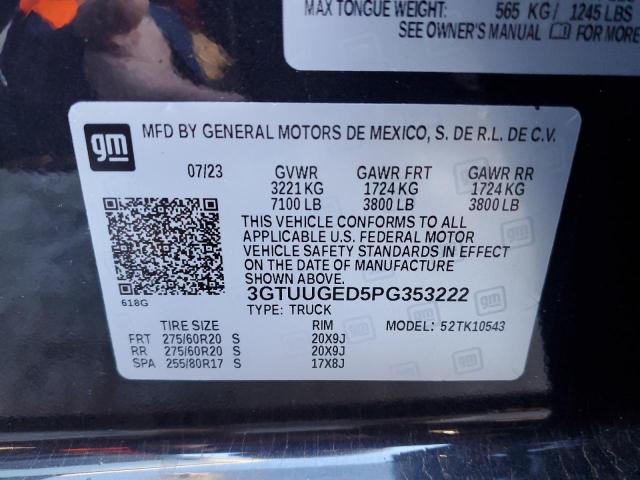 MAX TONGUE WEIGHT: 565 KG/ 1245 LBS
SEE OWNER'S MANUAL FOR MORE
gm
MFD BY GENERAL MOTORS DE MEXICO, S. DE R.L. DE C.V.
07/23 GVWR GAWR FRT GAWR RR
3221 KG 1724 KG 1724 KG
7100 LB 3800 LB 3800 LB
THIS VEHICLE CONFORMS TO ALL
APPLICABLE U.S. FEDERAL MOTOR
VEHICLE SAFETY STANDARDS IN EFFECT
ON THE DATE OF MANUFACTURE
SHOWN ABOVE.
618G
3GTUUGED5PG353222
TYPE: TRUCK
TIRE SIZE RIM MODEL: 52TK10543
FRT 275/60R20 S 20X9J
RR 275/60R20 S 20X9J
SPA 255/80R17 S 17X8J